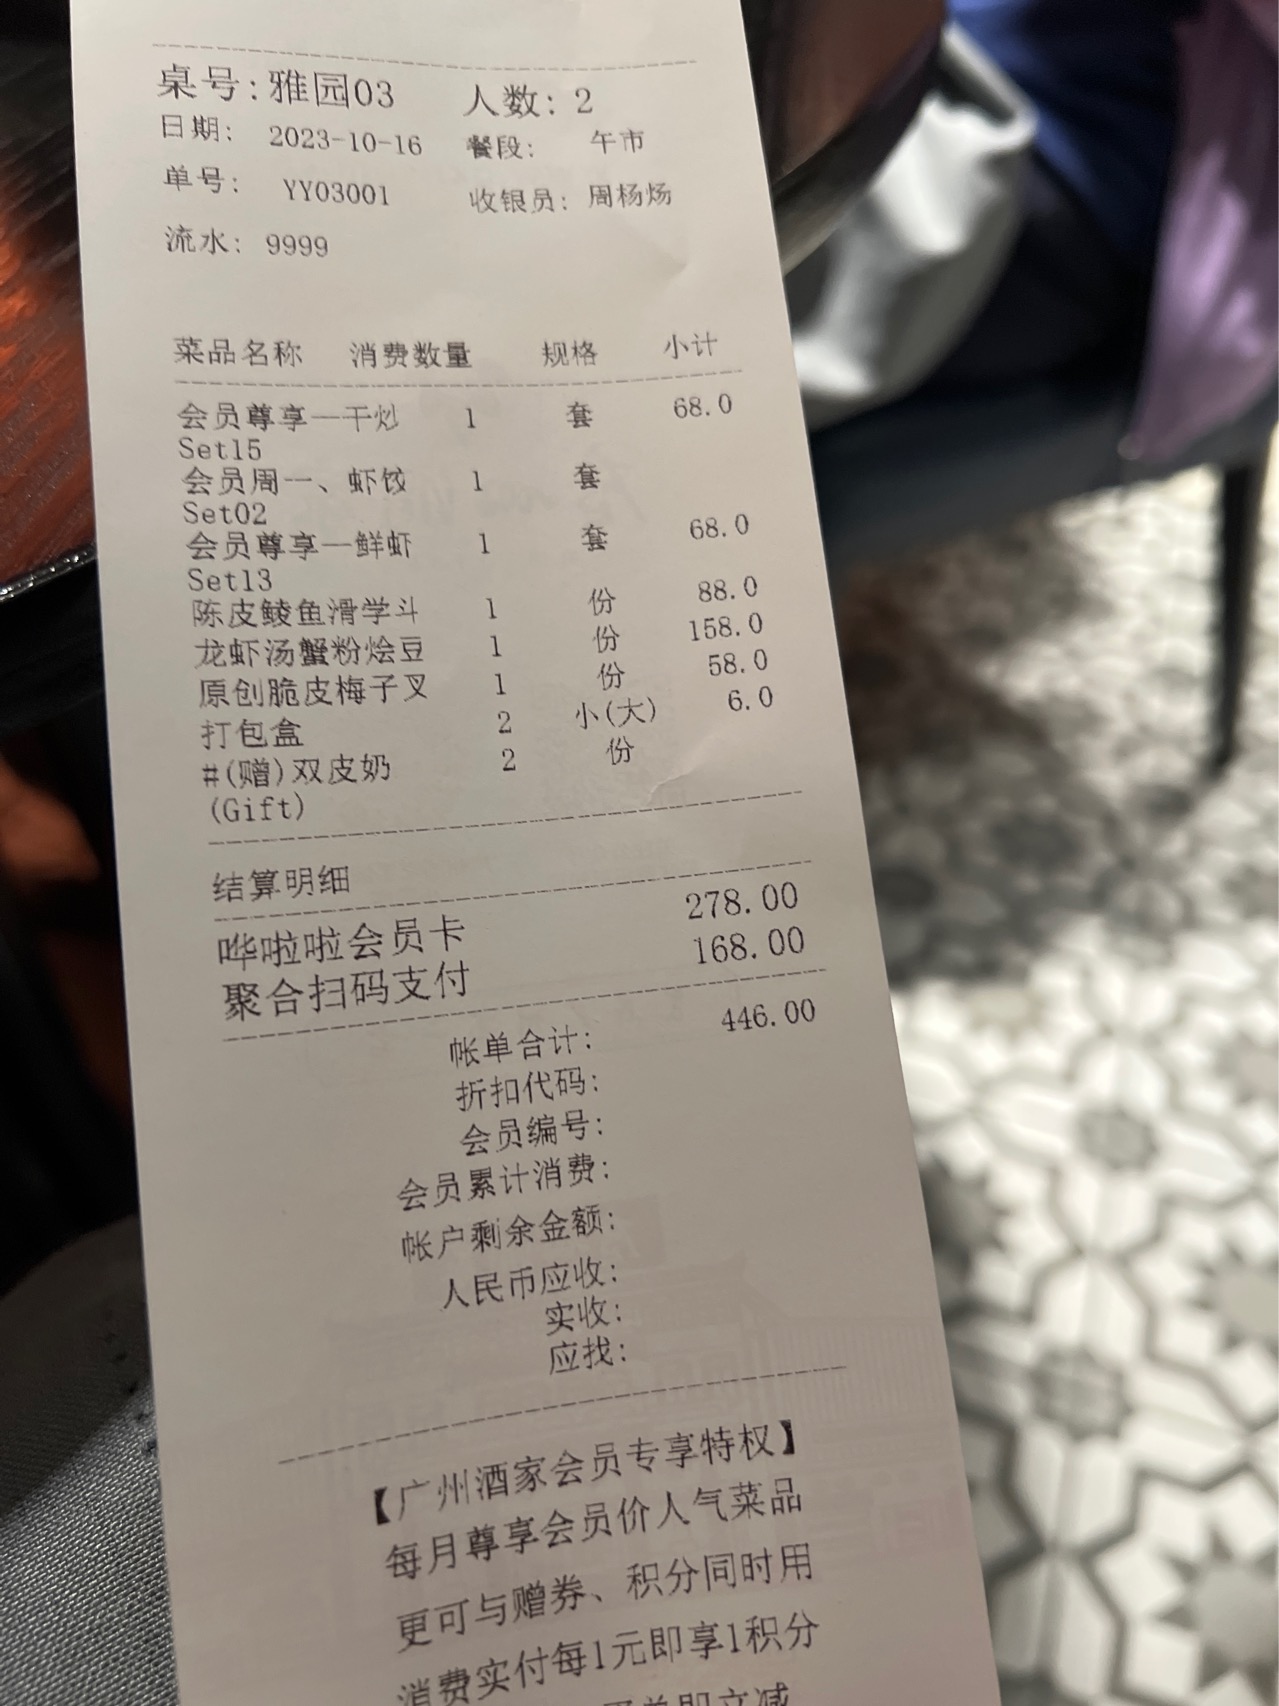 桌号:雅园03 人数: 2
日期: 2023-10-16 餐段: 午市
单号: YY03001 收银员: 周杨炀
流水: 9999
菜品名称 消费数量 规格 小计
会员尊享—干炒 1 套 68.0
Set15
会员周一、虾饺 1 套
Set02
会员尊享—鲜虾 1 套 68.0
Set13
陈皮鲮鱼滑学斗 1 份 88.0
龙虾汤蟹粉烩豆 1 份 158.0
原创脆皮梅子叉 1 份 58.0
打包盒 2 小(大) 6.0
#(赠)双皮奶 2 份
(Gift)
结算明细
哗啦啦会员卡 278.00
聚合扫码支付 168.00
帐单合计: 446.00
折扣代码:
会员编号:
会员累计消费:
帐户剩余金额:
人民币应收:
实收:
应找:
【广州酒家会员专享特权】
每月尊享会员价人气菜品
更可与赠券、积分同时用
消费实付每1元即享1积分
即立减